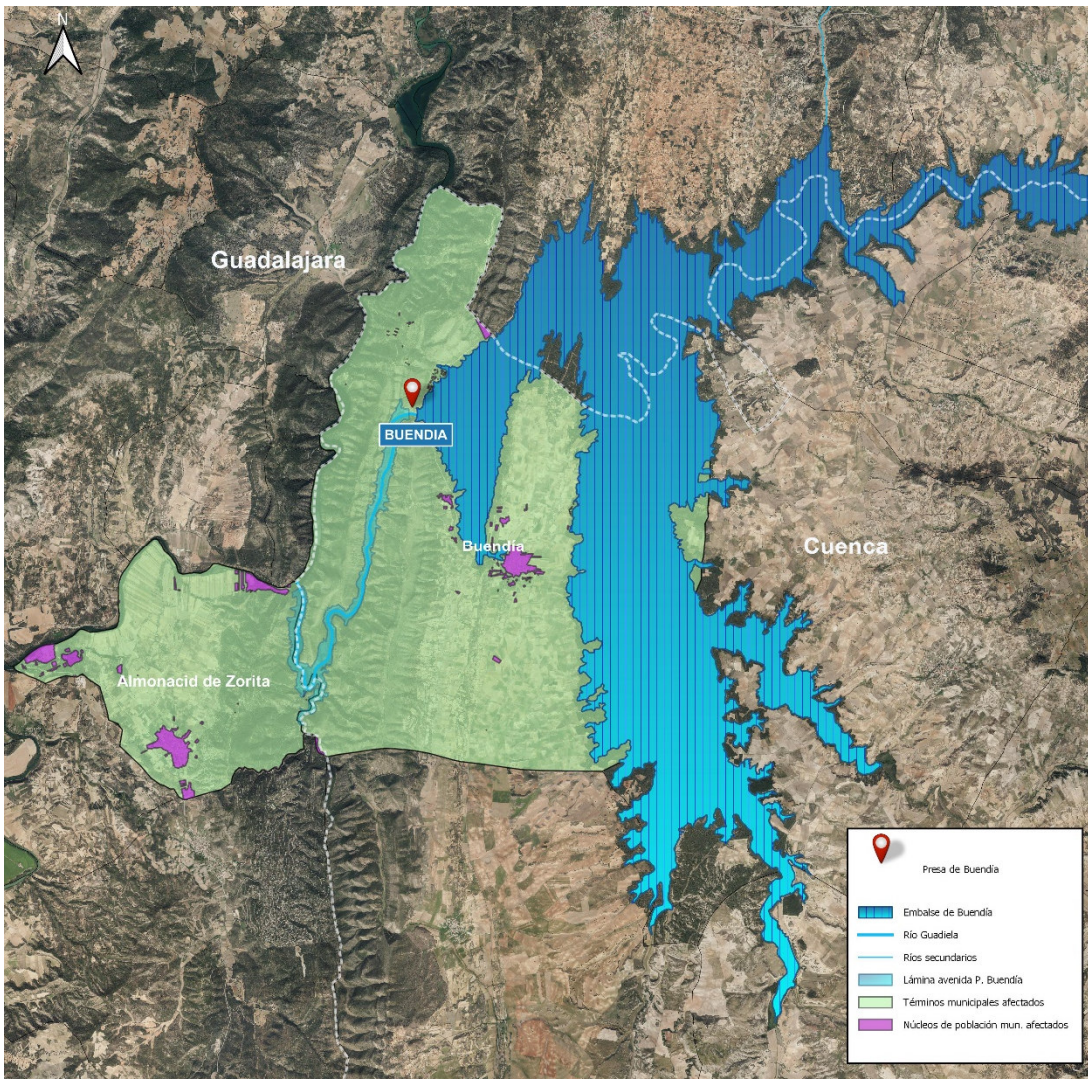 N
Guadalajara
BUENDIA
Buendía
Cuenca
Almonacid de Zorita
Presa de Buendía
Embalse de Buendía
Río Guadiela
Ríos secundarios
Lámina avenida P. Buendía
Términos municipales afectados
Núcleos de población mun. afectados